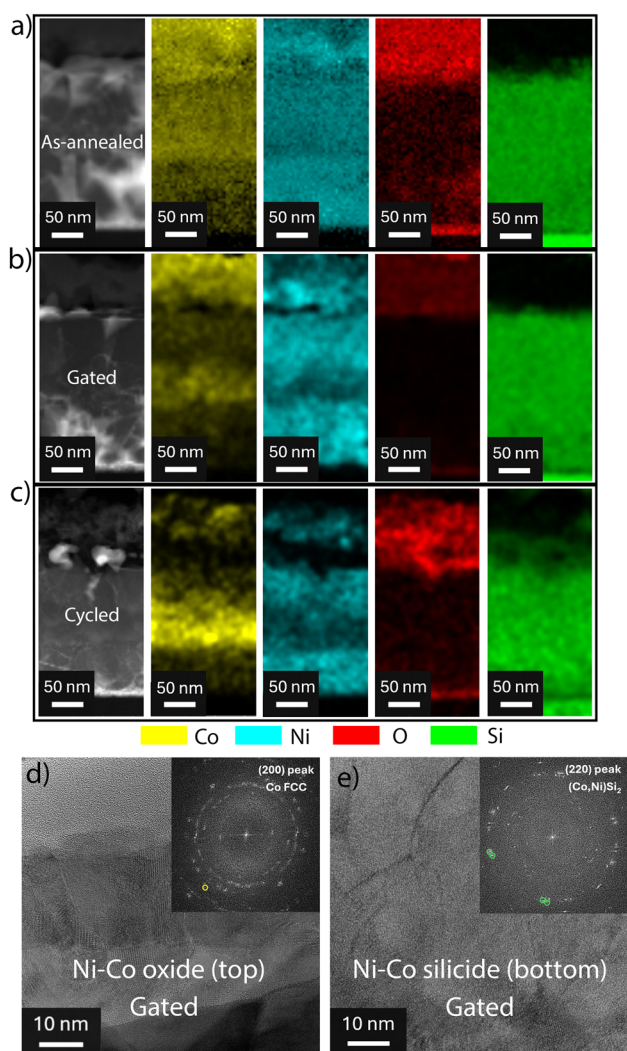 a)
As-annealed
50 nm
50 nm
50 nm
50 nm
50 nm
b)
Gated
50 nm
50 nm
50 nm
50 nm
50 nm
c)
Cycled
50 nm
50 nm
50 nm
50 nm
50 nm
Co
Ni
O
Si
d)
(200) peak
Co FCC
Ni-Co oxide (top)
Gated
10 nm
e)
(220) peak
(Co,Ni)Si₂
Ni-Co silicide (bottom)
Gated
10 nm